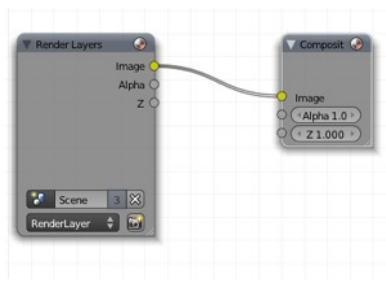 Render Layers
Image
Alpha
Z
Scene 3
RenderLayer
Composit
Image
Alpha 1.0
Z 1.000